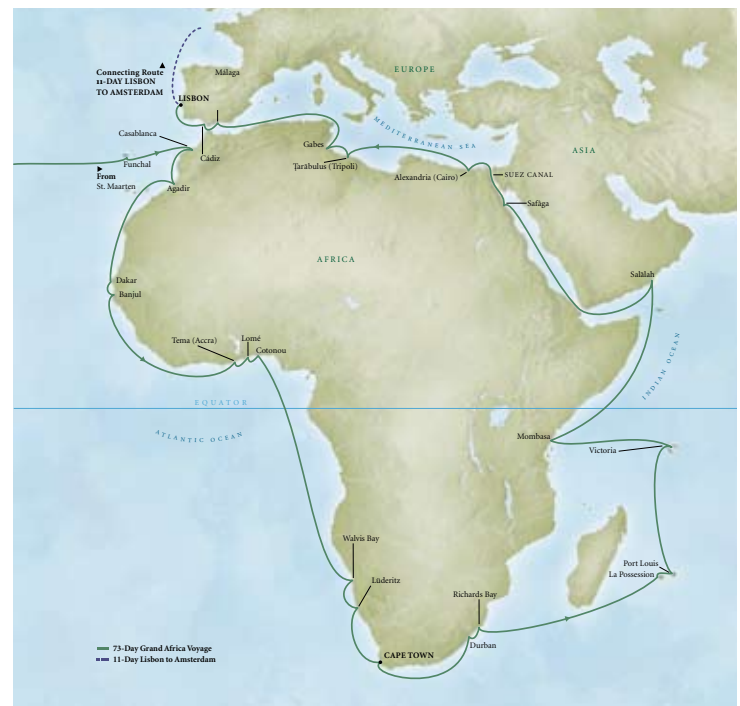 EUROPE
Connecting Route
11-DAY LISBON
TO AMSTERDAM
Málaga
LISBON
MEDITERRANEAN SEA
Casablanca
Cádiz
Gabes
ASIA
Funchal
Ṭarābulus (Tripoli)
From
St. Maarten
Alexandria (Cairo)
SUEZ CANAL
Agadir
Safâga
AFRICA
Salālah
Dakar
Banjul
Tema (Accra)
Lomé
Cotonou
INDIAN OCEAN
EQUATOR
ATLANTIC OCEAN
Mombasa
Victoria
Walvis Bay
Lüderitz
Port Louis
La Possession
Richards Bay
Durban
CAPE TOWN
73-Day Grand Africa Voyage
11-Day Lisbon to Amsterdam